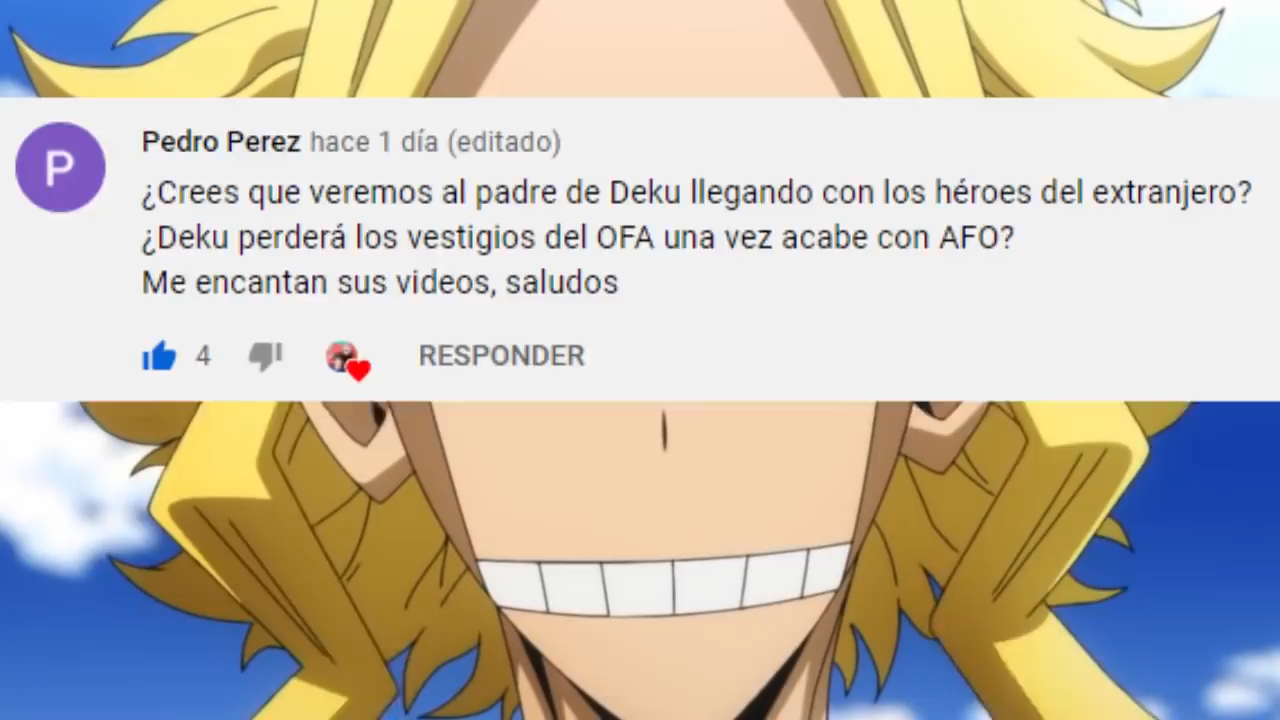 P
Pedro Perez hace 1 día (editado)
¿Crees que veremos al padre de Deku llegando con los héroes del extranjero?
¿Deku perderá los vestigios del OFA una vez acabe con AFO?
Me encantan sus videos, saludos
4 RESPONDER